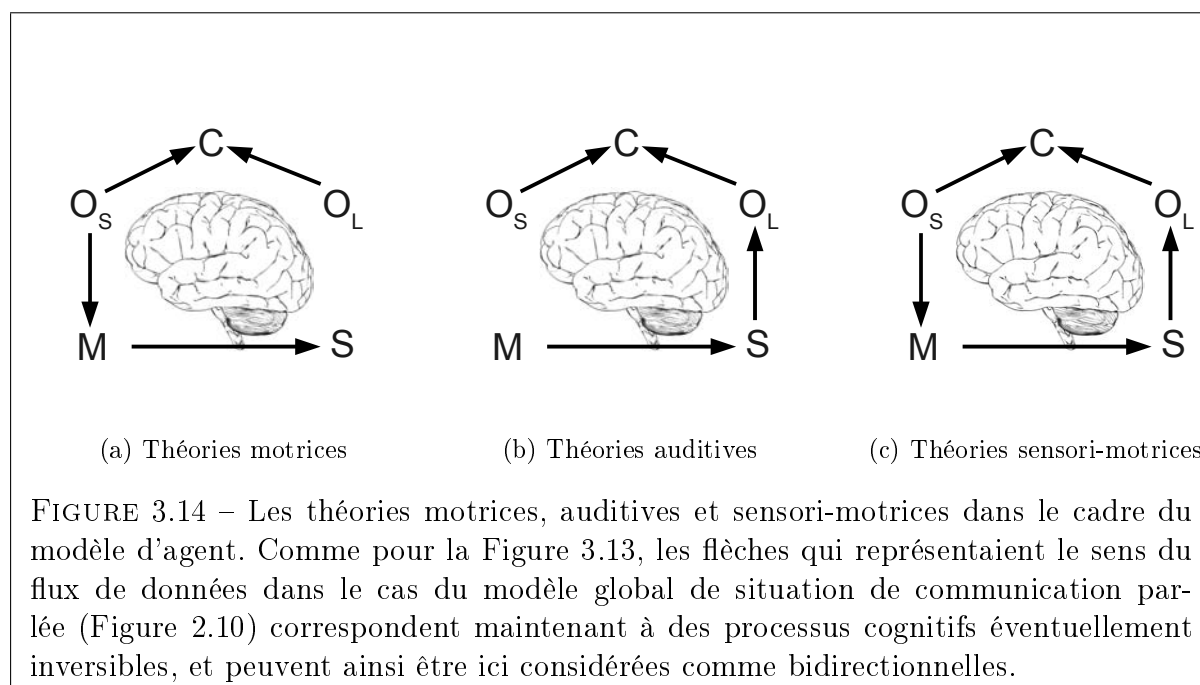 C C C
O_S O_L O_S O_L O_S O_L
M S M S M S
(a) Théories motrices (b) Théories auditives (c) Théories sensori-motrices
FIGURE 3.14 – Les théories motrices, auditives et sensori-motrices dans le cadre du
modèle d'agent. Comme pour la Figure 3.13, les flèches qui représentaient le sens du
flux de données dans le cas du modèle global de situation de communication par-
lée (Figure 2.10) correspondent maintenant à des processus cognitifs éventuellement
inversibles, et peuvent ainsi être ici considérées comme bidirectionnelles.